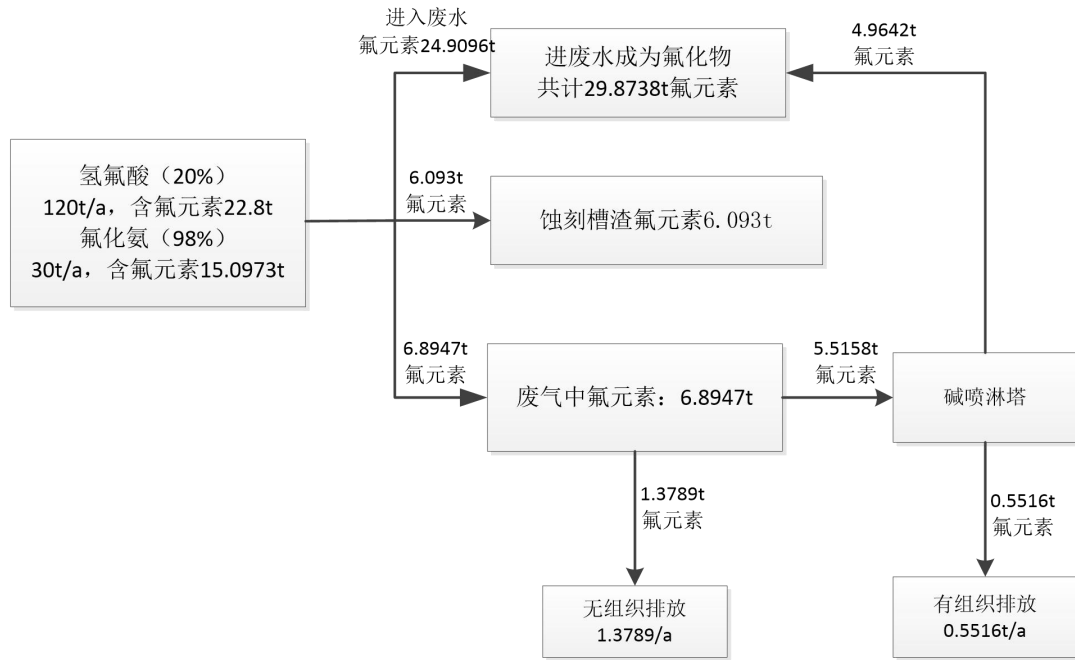 进入废水
氟元素24.9096t
进废水成为氟化物
共计29.8738t氟元素
4.9642t
氟元素
氢氟酸（20%）
120t/a，含氟元素22.8t
氟化氨（98%）
30t/a，含氟元素15.0973t
6.093t
氟元素
蚀刻槽渣氟元素6.093t
6.8947t
氟元素
废气中氟元素：6.8947t
5.5158t
氟元素
碱喷淋塔
1.3789t
氟元素
0.5516t
氟元素
无组织排放
1.3789/a
有组织排放
0.5516t/a